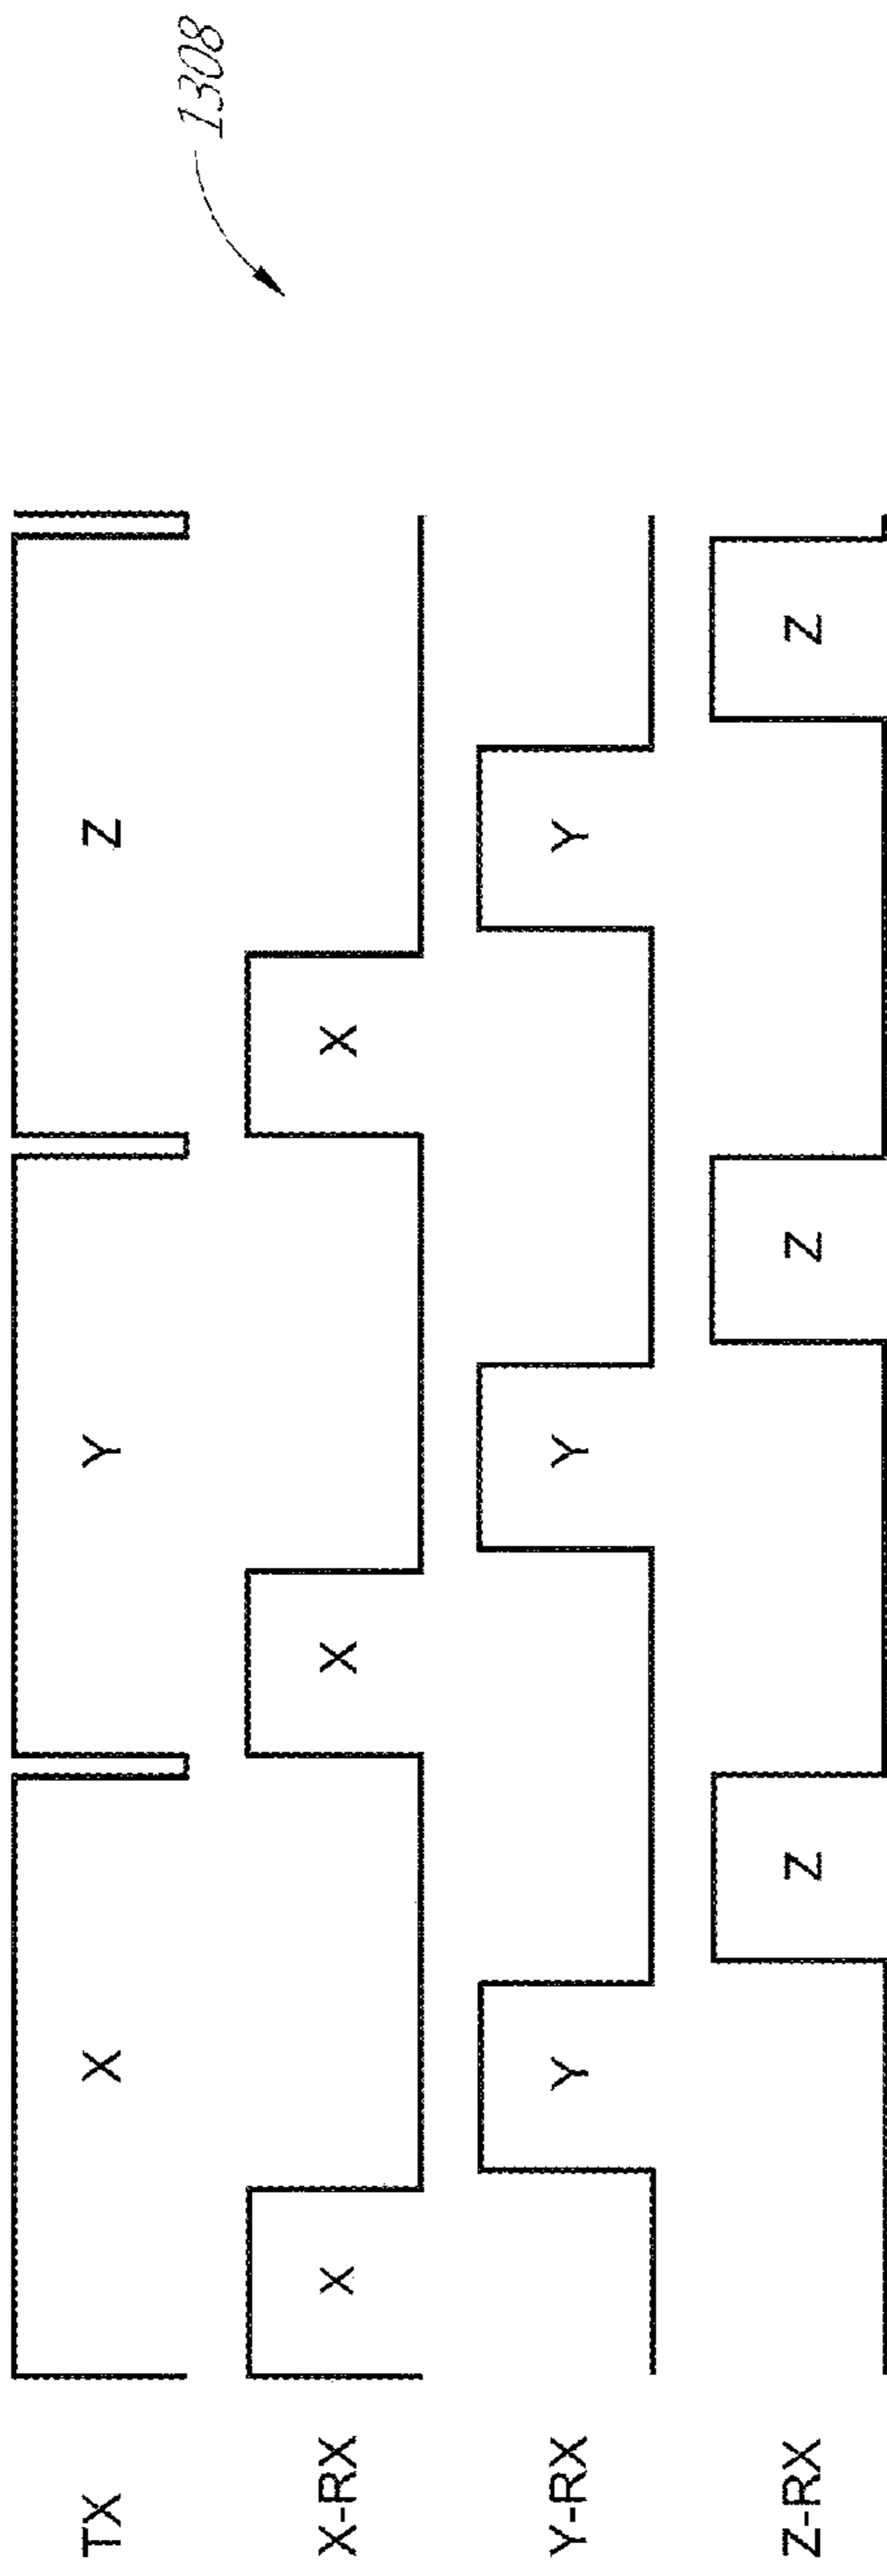 1308
TX X Y Z
X-RX X X X
Y-RX Y Y Y
Z-RX Z Z Z